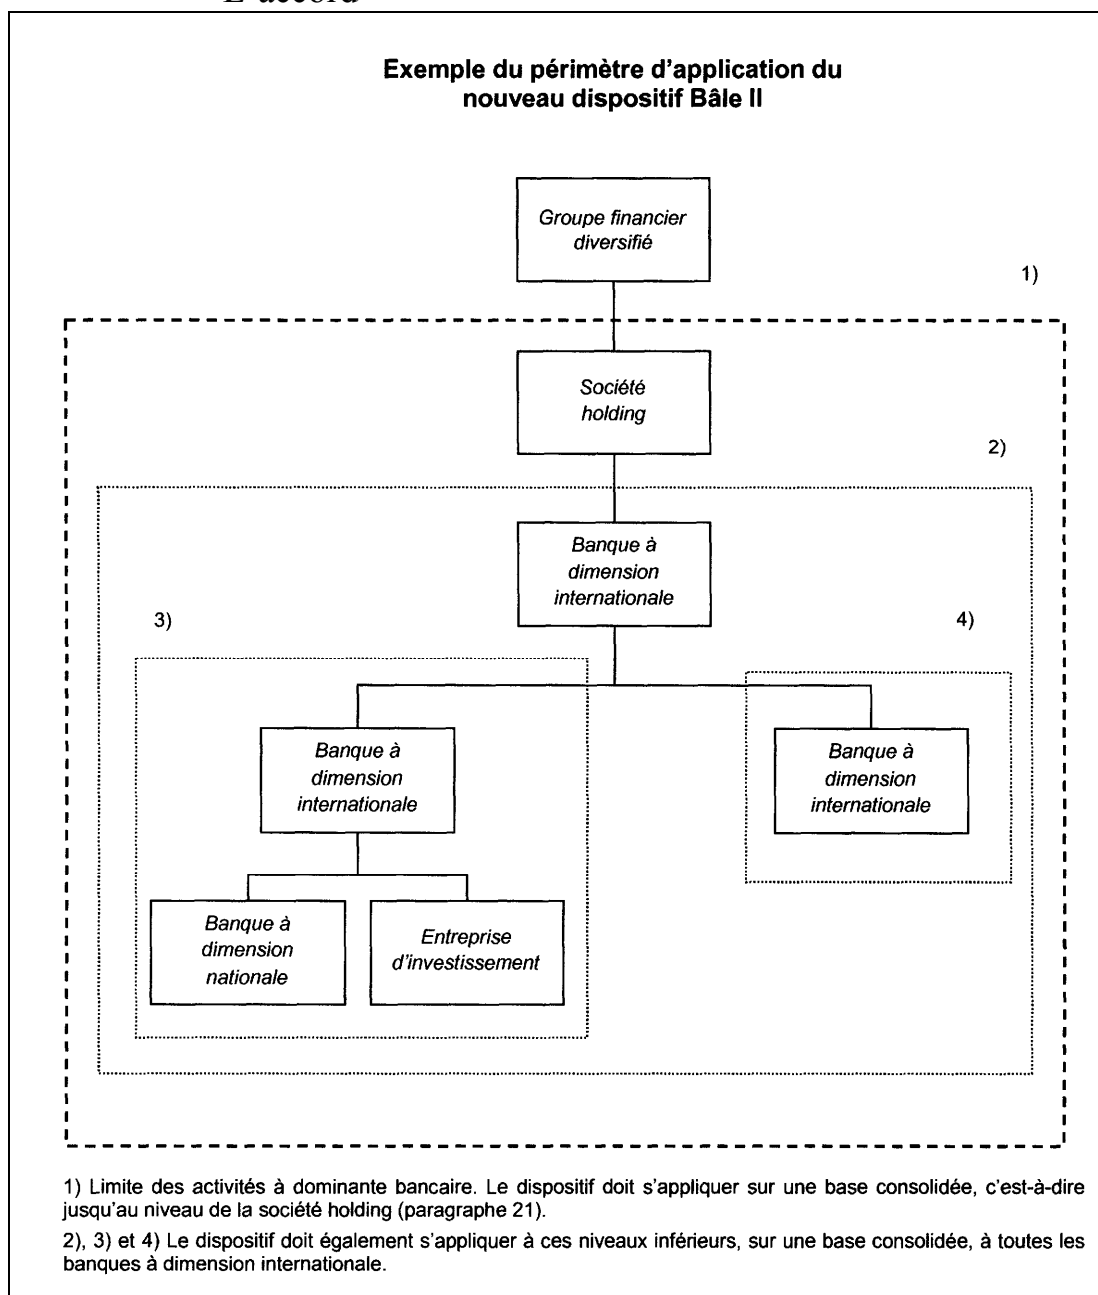 L'accord
Exemple du périmètre d'application du
nouveau dispositif Bâle II
Groupe financier
diversifié
1)
Société
holding
2)
Banque à
dimension
internationale
3)
4)
Banque à
dimension
internationale
Banque à
dimension
internationale
Banque à
dimension
nationale
Entreprise
d'investissement
1) Limite des activités à dominante bancaire. Le dispositif doit s'appliquer sur une base consolidée, c'est-à-dire
jusqu'au niveau de la société holding (paragraphe 21).
2), 3) et 4) Le dispositif doit également s'appliquer à ces niveaux inférieurs, sur une base consolidée, à toutes les
banques à dimension internationale.